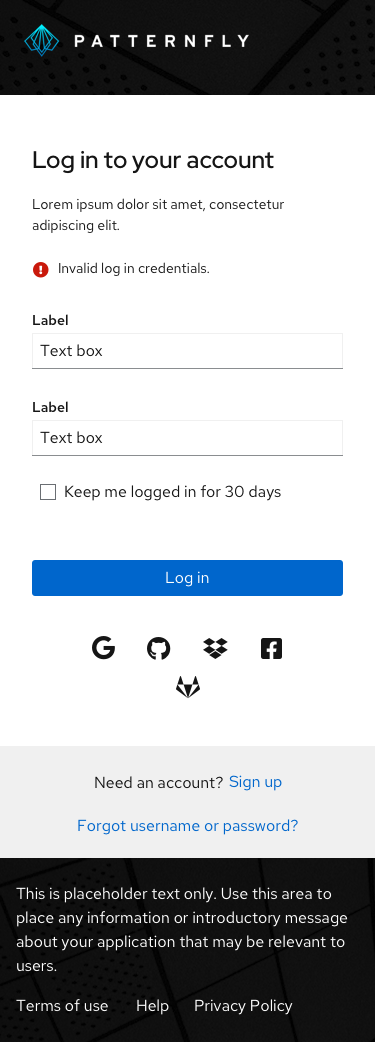 PATTERNFLY
Log in to your account
Lorem ipsum dolor sit amet, consectetur
adipiscing elit.
Invalid log in credentials.
Label
Text box
Label
Text box
Keep me logged in for 30 days
Log in
Need an account? Sign up
Forgot username or password?
This is placeholder text only. Use this area to
place any information or introductory message
about your application that may be relevant to
users.
Terms of use Help Privacy Policy